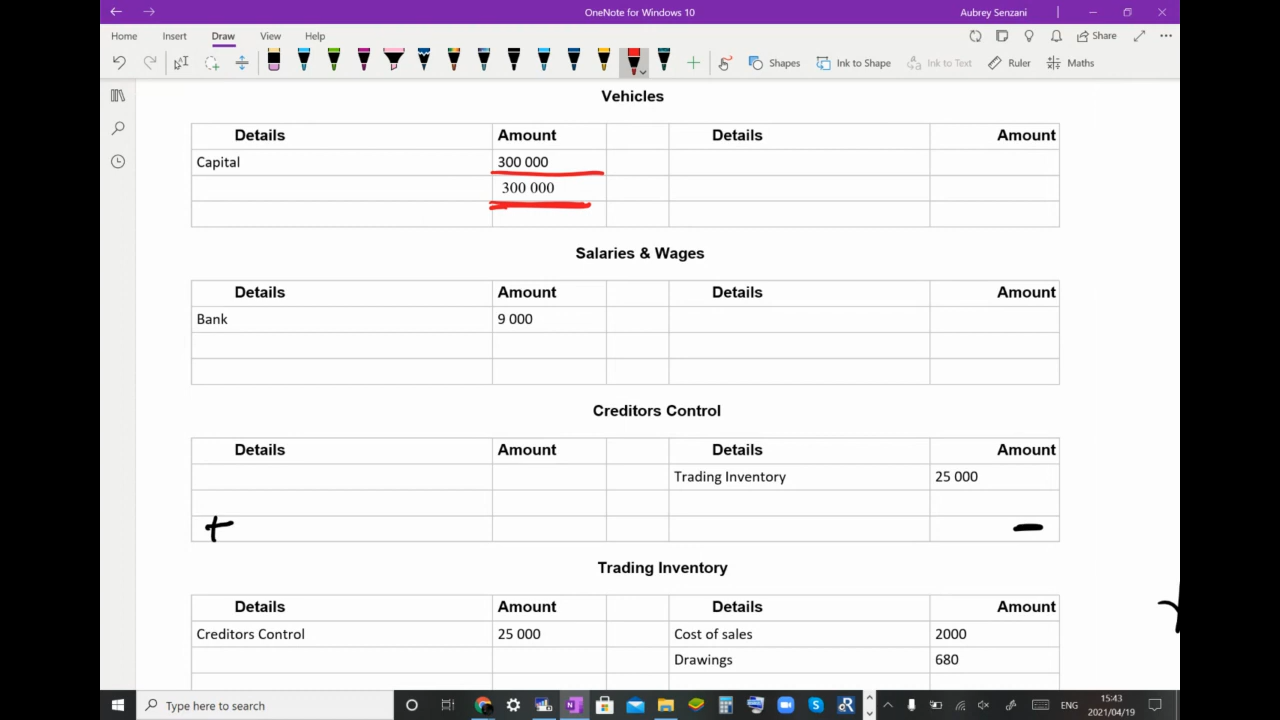 OneNote for Windows 10
Aubrey Senzani
Home Insert Draw View Help
Share
Shapes Ink to Shape Ink to Text Ruler Maths
Vehicles
Details Amount Details Amount
Capital 300 000
300 000
Salaries & Wages
Details Amount Details Amount
Bank 9 000
Creditors Control
Details Amount Details Amount
Trading Inventory 25 000
+ −
Trading Inventory
Details Amount Details Amount
Creditors Control 25 000 Cost of sales 2000
Drawings 680
Type here to search
ENG
15:43
2021/04/19